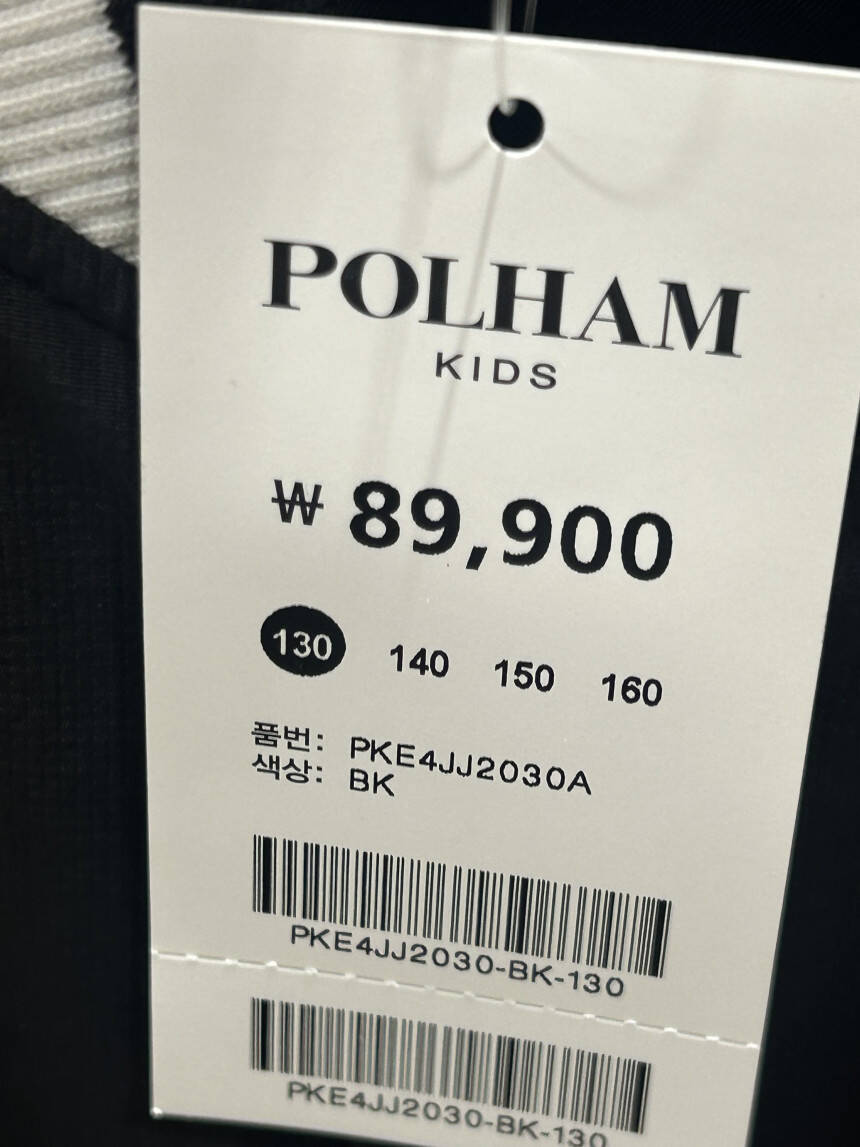 POLHAM
KIDS
₩ 89,900
130 140 150 160
품번: PKE4JJ2030A
색상: BK
PKE4JJ2030-BK-130
PKE4JJ2030-BK-130